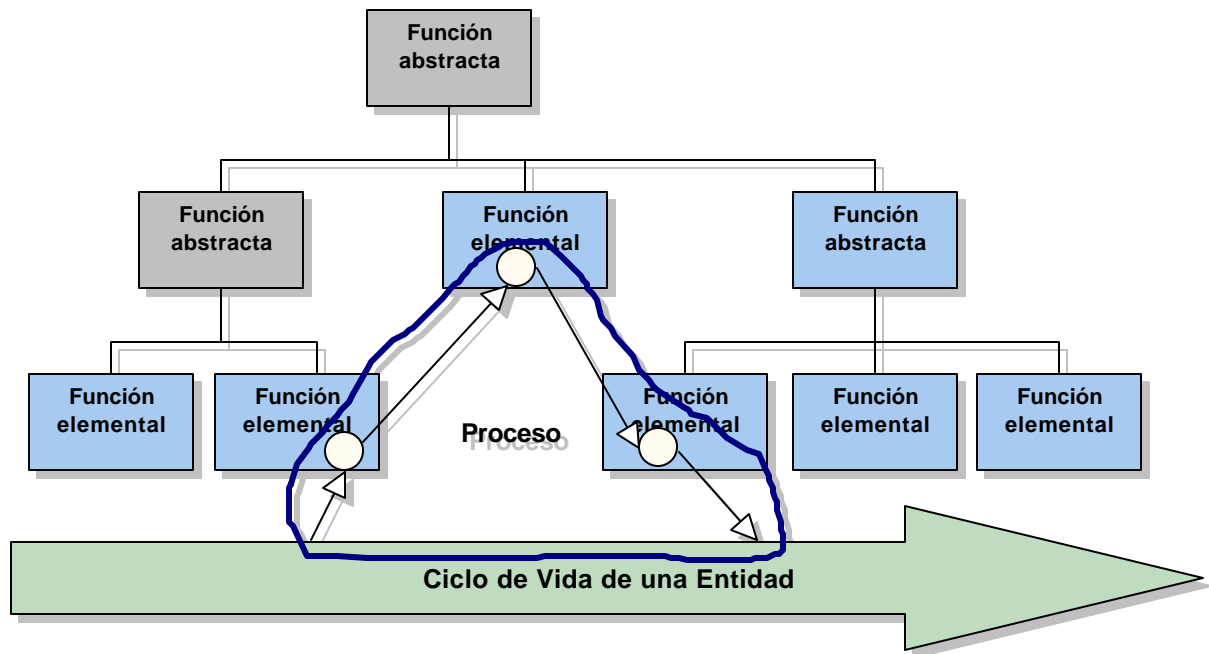 Función
abstracta
Función
abstracta
Función
elemental
Función
abstracta
Función
elemental
Función
elemental
Función
elemental
Función
elemental
Función
elemental
Proceso
Ciclo de Vida de una Entidad